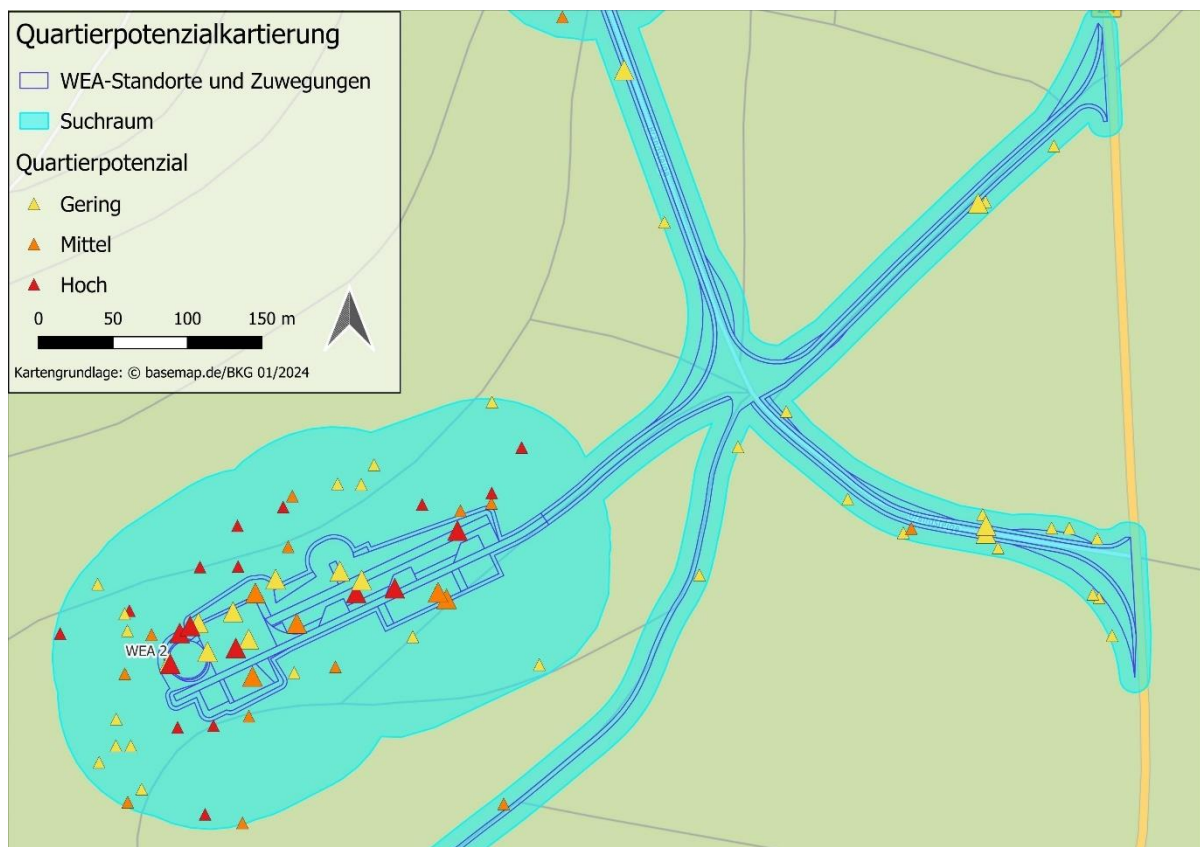 Quartierpotenzialkartierung
WEA-Standorte und Zuwegungen
Suchraum
Quartierpotenzial
Gering
Mittel
Hoch
0 50 100 150 m
Kartengrundlage: © basemap.de/BKG 01/2024
WEA 2